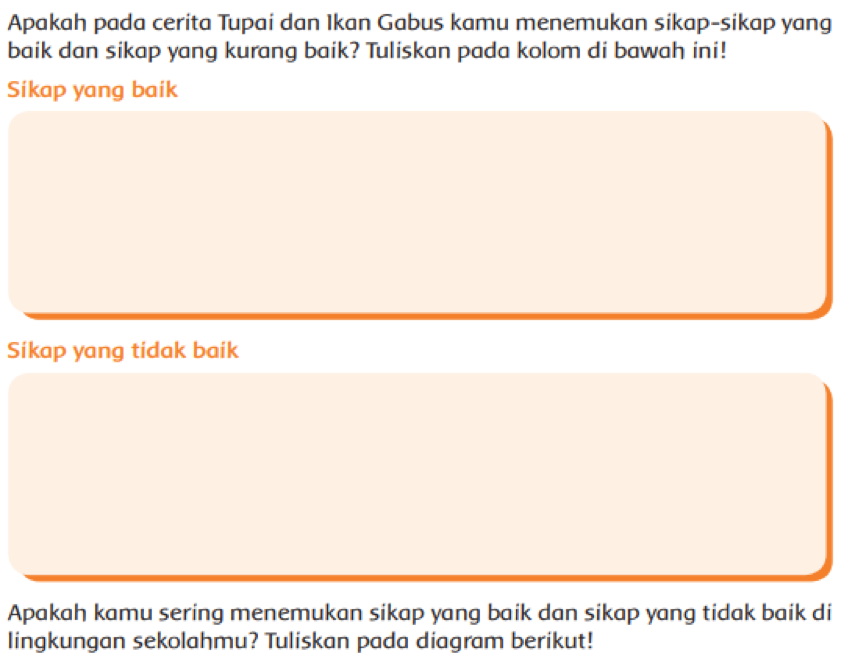 Apakah pada cerita Tupai dan Ikan Gabus kamu menemukan sikap-sikap yang
baik dan sikap yang kurang baik? Tuliskan pada kolom di bawah ini!
Sikap yang baik
Sikap yang tidak baik
Apakah kamu sering menemukan sikap yang baik dan sikap yang tidak baik di
lingkungan sekolahmu? Tuliskan pada diagram berikut!